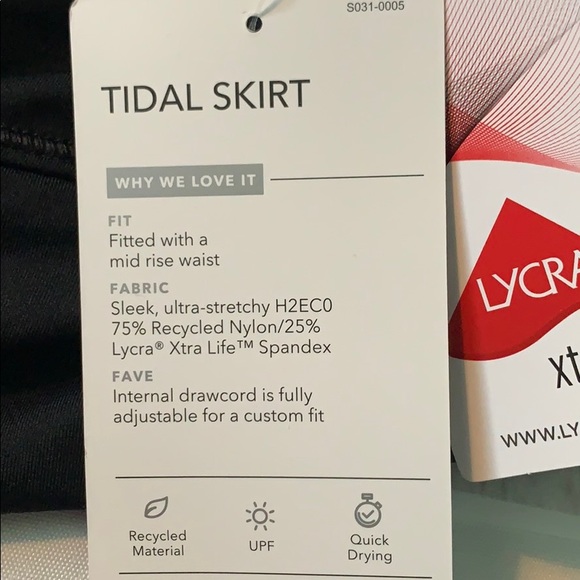 S031-0005
TIDAL SKIRT
WHY WE LOVE IT
FIT
Fitted with a
mid rise waist
FABRIC
Sleek, ultra-stretchy H2EC0
75% Recycled Nylon/25%
Lycra® Xtra Life™ Spandex
FAVE
Internal drawcord is fully
adjustable for a custom fit
Recycled
Material
UPF
Quick
Drying
LYCRA
xt
WWW.LY